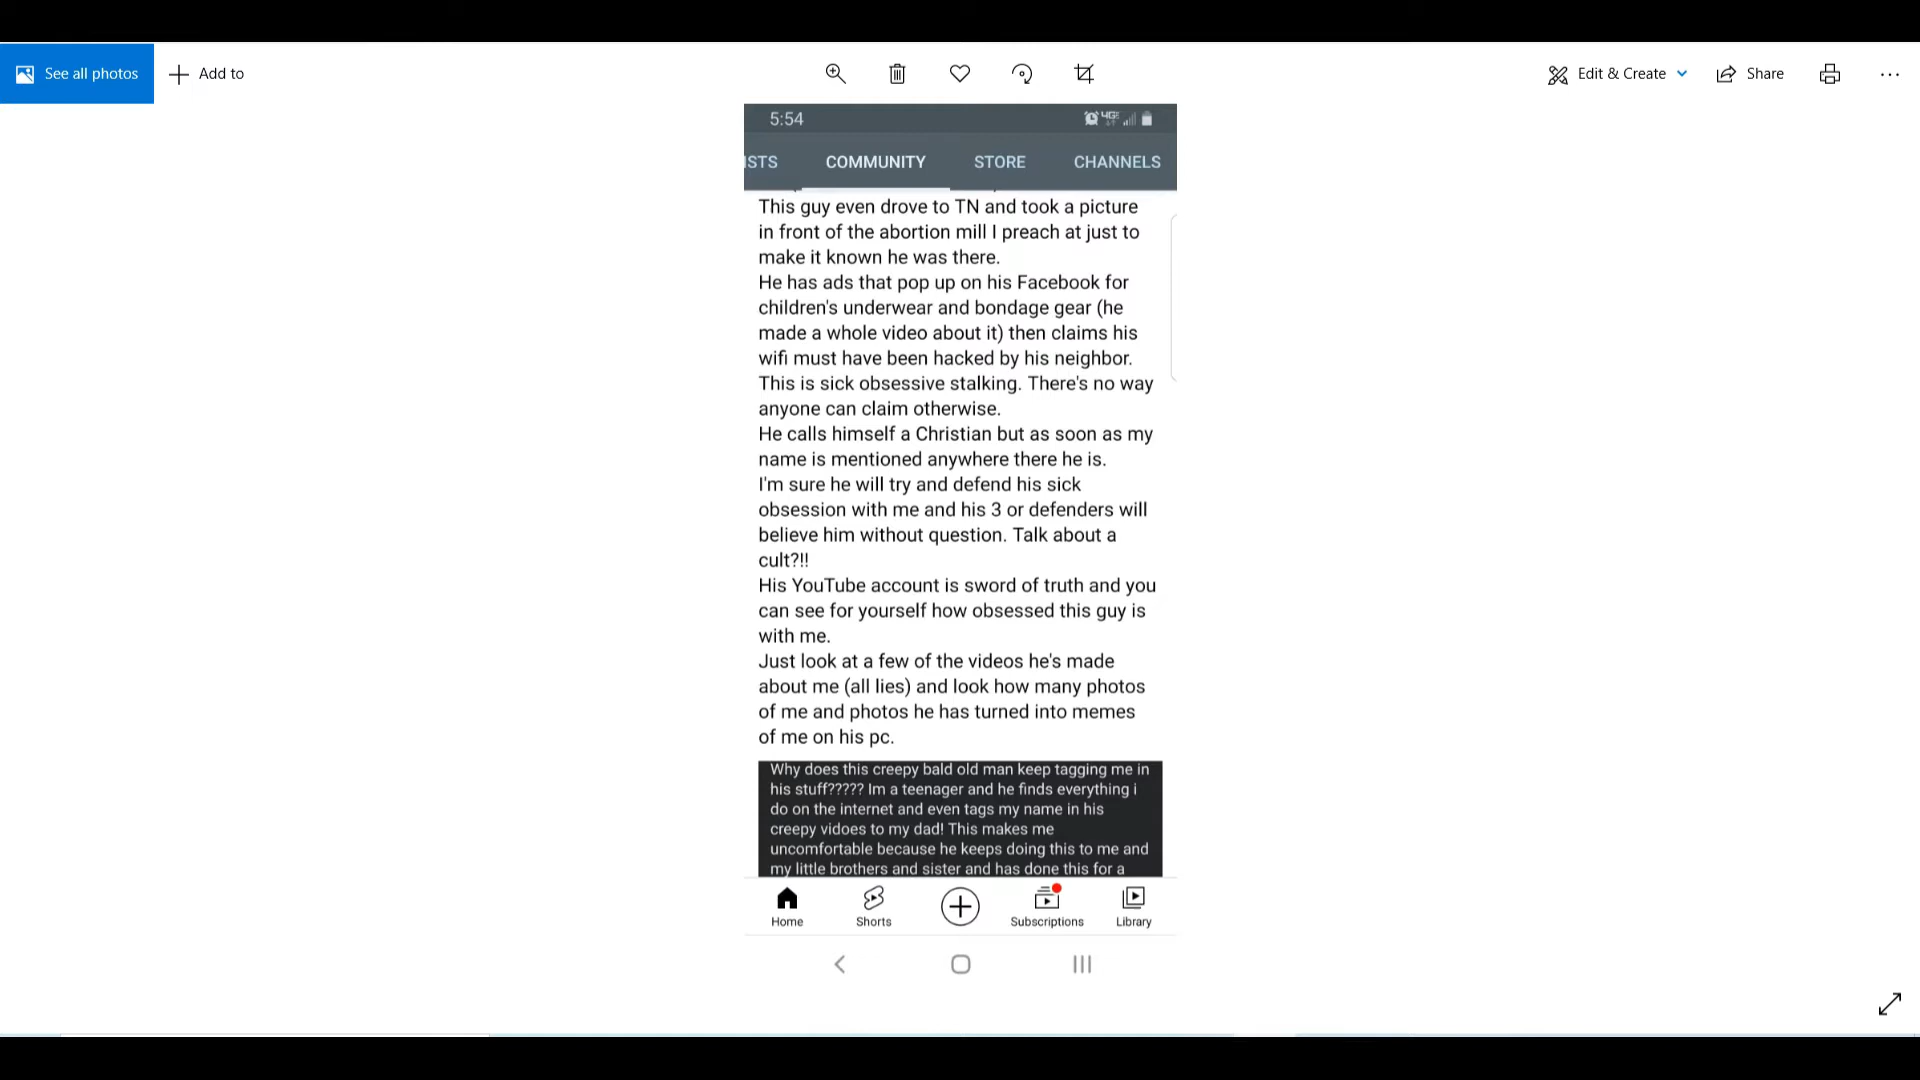 See all photos
Add to
Edit & Create
Share
5:54
ISTS COMMUNITY STORE CHANNELS
This guy even drove to TN and took a picture
in front of the abortion mill I preach at just to
make it known he was there.
He has ads that pop up on his Facebook for
children's underwear and bondage gear (he
made a whole video about it) then claims his
wifi must have been hacked by his neighbor.
This is sick obsessive stalking. There's no way
anyone can claim otherwise.
He calls himself a Christian but as soon as my
name is mentioned anywhere there he is.
I'm sure he will try and defend his sick
obsession with me and his 3 or defenders will
believe him without question. Talk about a
cult?!!
His YouTube account is sword of truth and you
can see for yourself how obsessed this guy is
with me.
Just look at a few of the videos he's made
about me (all lies) and look how many photos
of me and photos he has turned into memes
of me on his pc.
Why does this creepy bald old man keep tagging me in
his stuff????? Im a teenager and he finds everything i
do on the internet and even tags my name in his
creepy vidoes to my dad! This makes me
uncomfortable because he keeps doing this to me and
my little brothers and sister and has done this for a
Home Shorts Subscriptions Library